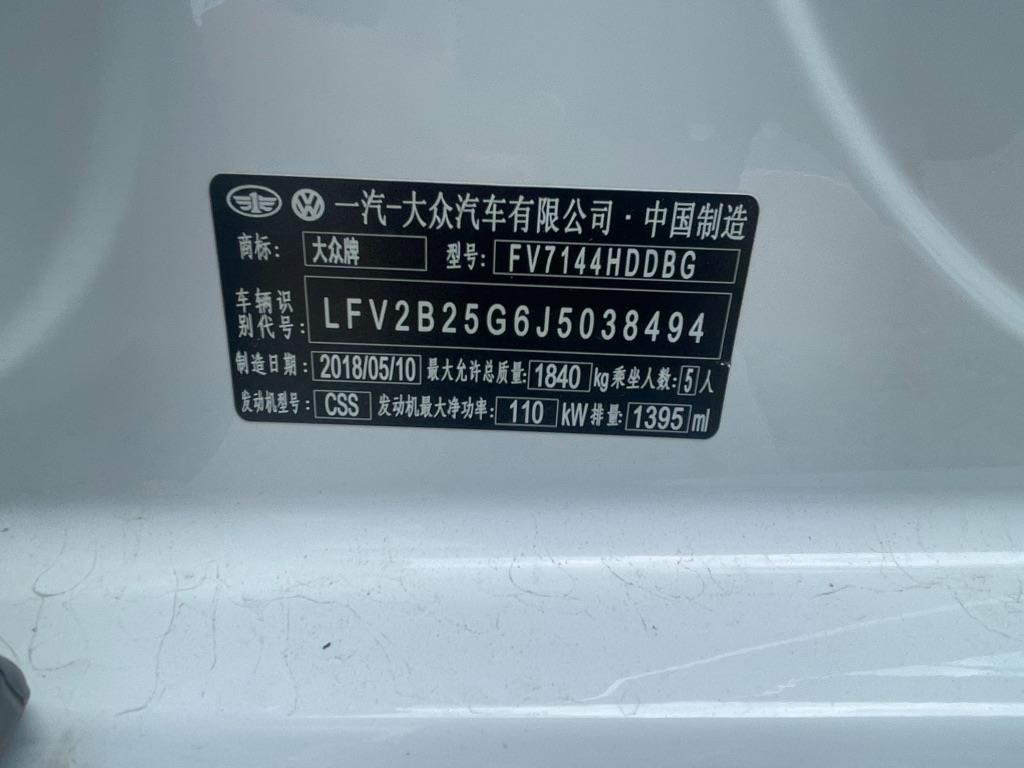 一汽-大众汽车有限公司·中国制造
商标: 大众牌 型号: FV7144HDDBG
车辆识
别代号: LFV2B25G6J5038494
制造日期: 2018/05/10 最大允许总质量: 1840 kg 乘坐人数: 5 人
发动机型号: CSS 发动机最大净功率: 110 kW 排量: 1395 ml